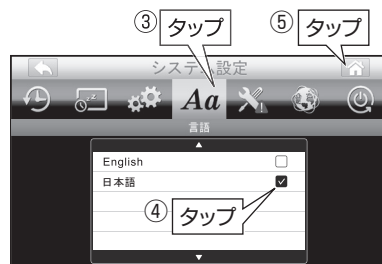 ③ タップ
⑤ タップ
システム設定
Aa
言語
English
日本語
④ タップ